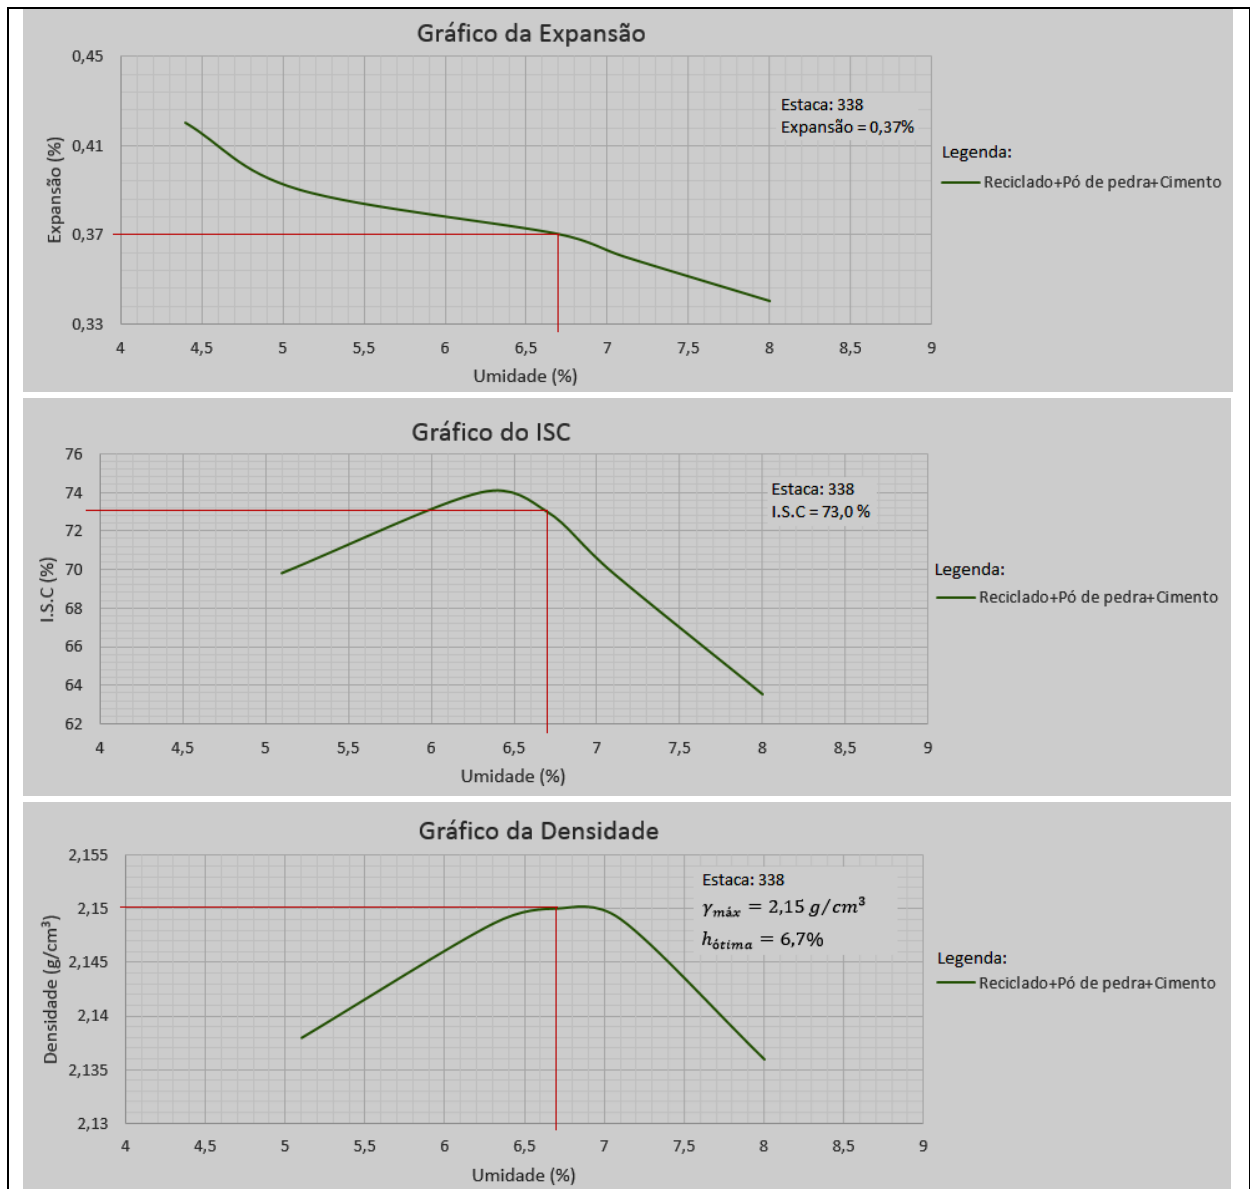 Gráfico da Expansão
0,45
0,41
0,37
0,33
Expansão (%)
4 4,5 5 5,5 6 6,5 7 7,5 8 8,5 9
Umidade (%)
Estaca: 338
Expansão = 0,37%
Legenda:
Reciclado+Pó de pedra+Cimento
Gráfico do ISC
76
74
72
70
68
66
64
62
I.S.C (%)
4 4,5 5 5,5 6 6,5 7 7,5 8 8,5 9
Umidade (%)
Estaca: 338
I.S.C = 73,0 %
Legenda:
Reciclado+Pó de pedra+Cimento
Gráfico da Densidade
2,155
2,15
2,145
2,14
2,135
2,13
Densidade (g/cm³)
4 4,5 5 5,5 6 6,5 7 7,5 8 8,5 9
Umidade (%)
Estaca: 338
γmáx = 2,15 g/cm³
hótima = 6,7%
Legenda:
Reciclado+Pó de pedra+Cimento